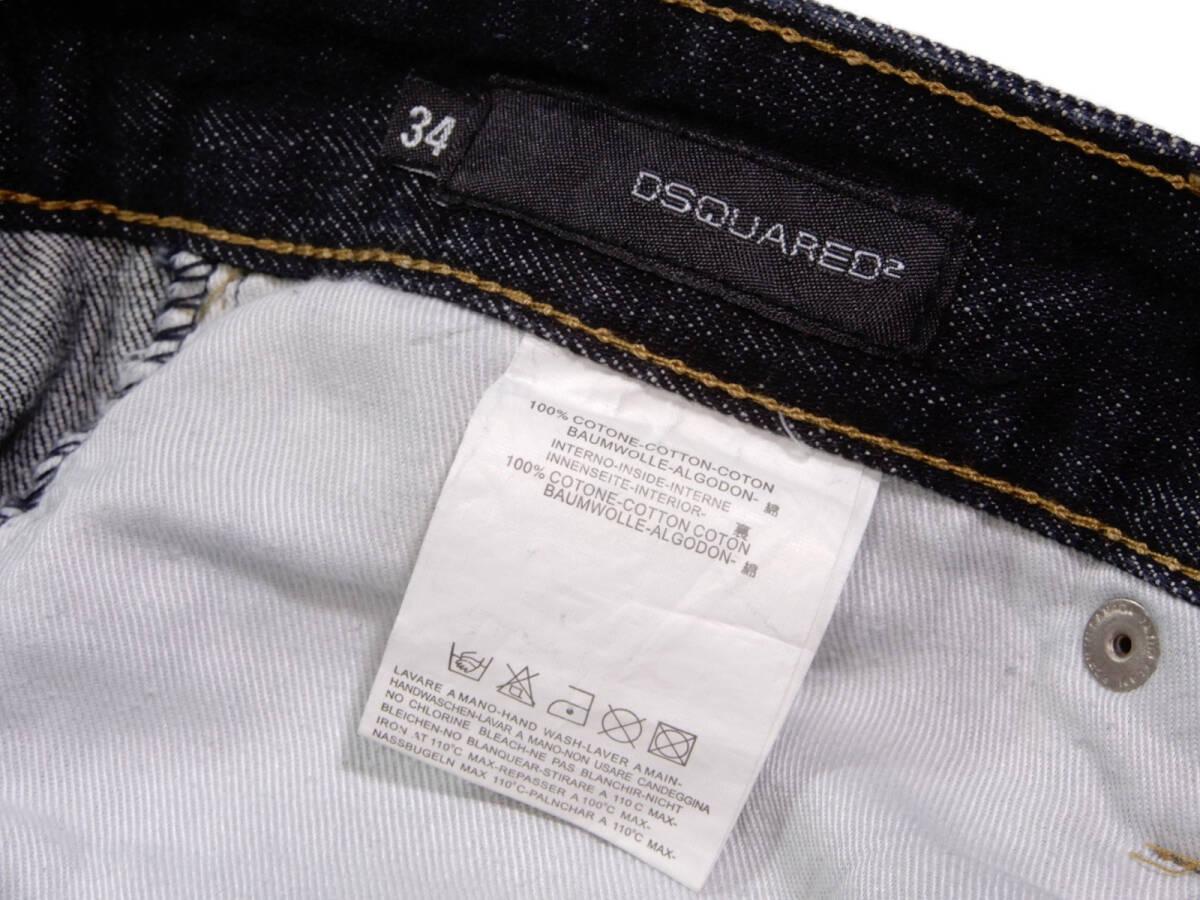 34
DSQUARED2
100% COTONE-COTTON-COTON
BAUMWOLLE-ALGODON- 綿
INTERNO-INSIDE-INTERNE
INNENSEITE-INTERIOR- 裏
100% COTONE-COTTON COTON
BAUMWOLLE-ALGODON- 綿
LAVARE A MANO-HAND WASH-LAVER A MAIN-
HANDWASCHEN-LAVAR A MANO-NON USARE CANDEGGINA
NO CHLORINE BLEACH-NE PAS BLANCHIR-NICHT
BLEICHEN-NO BLANQUEAR-STIRARE A 110 C MAX-
IRON AT 110°C MAX-REPASSER A 100°C MAX-
NASSBUGELN MAX 110°C-PALNCHAR A 110°C MAX-